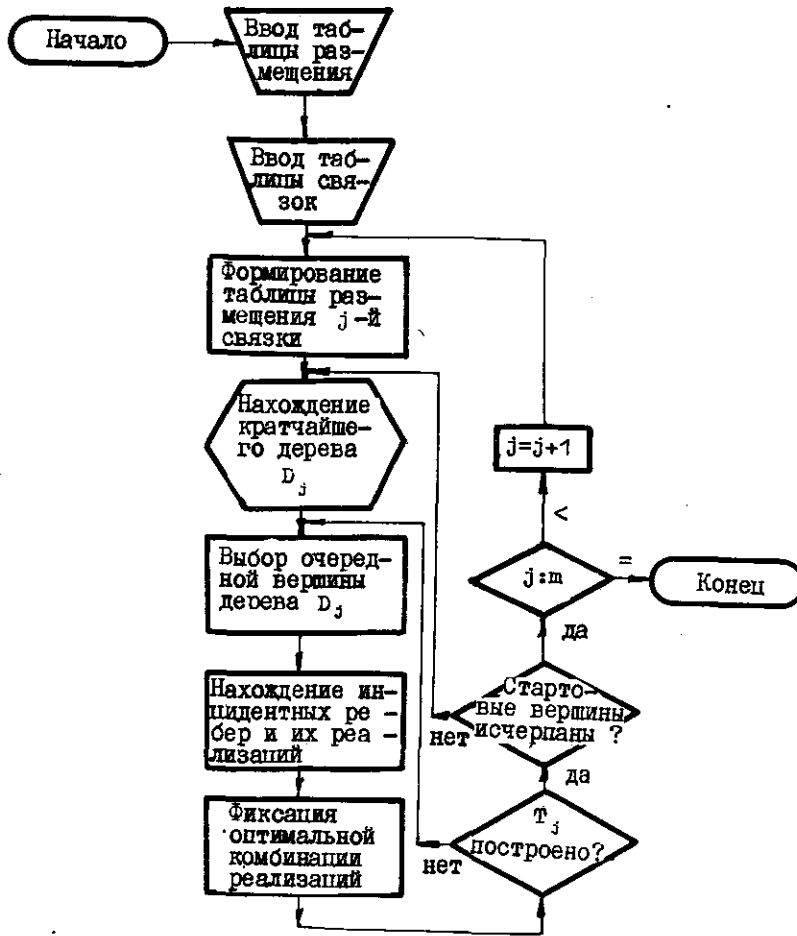 Начало
Ввод таб-
лицы раз-
мещения
Ввод таб-
лицы свя-
зок
Формирование
таблицы раз-
мещения j-й
связки
Нахождение
кратчайше-
го дерева
D_j
Выбор очеред-
ной вершины
дерева D_j
Нахождение ин-
цидентных ре-
бер и их реа-
лизаций
Фиксация
оптимальной
комбинации
реализаций
T_j
построено?
нет
да
Старто-
вые вершины
исчерпаны?
нет
да
j:m
=
Конец
<
j=j+1